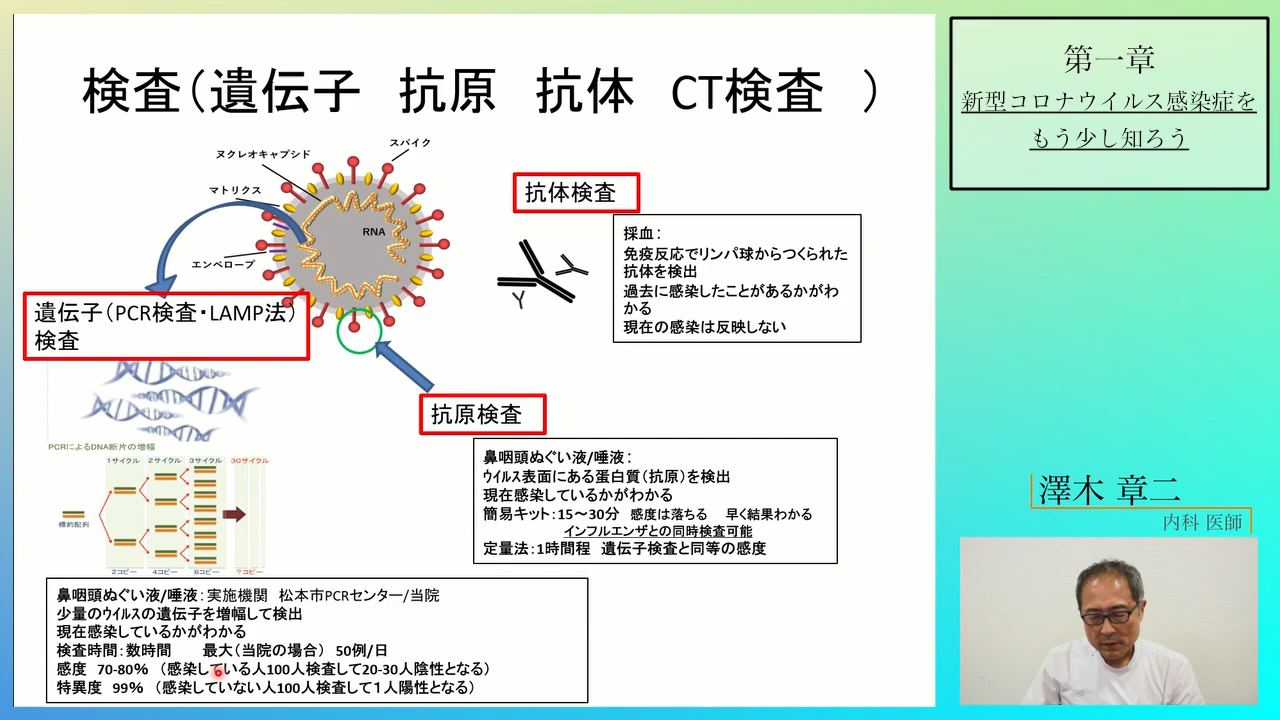 検査（遺伝子　抗原　抗体　CT検査　）
第一章
新型コロナウイルス感染症を
もう少し知ろう
スパイク
ヌクレオキャプシド
マトリクス
RNA
エンベロープ
抗体検査
採血：
免疫反応でリンパ球からつくられた
抗体を検出
過去に感染したことがあるかがわ
かる
現在の感染は反映しない
遺伝子（PCR検査・LAMP法）
検査
抗原検査
鼻咽頭ぬぐい液/唾液：
ウイルス表面にある蛋白質（抗原）を検出
現在感染しているかがわかる
簡易キット：15～30分　感度は落ちる　早く結果わかる
インフルエンザとの同時検査可能
定量法：1時間程　遺伝子検査と同等の感度
PCRによるDNA断片の増幅
1サイクル　2サイクル　3サイクル　30サイクル
標的配列
2コピー　4コピー　8コピー　?コピー
鼻咽頭ぬぐい液/唾液：実施機関　松本市PCRセンター/当院
少量のウイルスの遺伝子を増幅して検出
現在感染しているかがわかる
検査時間：数時間　　最大（当院の場合）　50例/日
感度　70-80%　（感染している人100人検査して20-30人陰性となる）
特異度　99%　（感染していない人100人検査して１人陽性となる）
澤木 章二
内科 医師